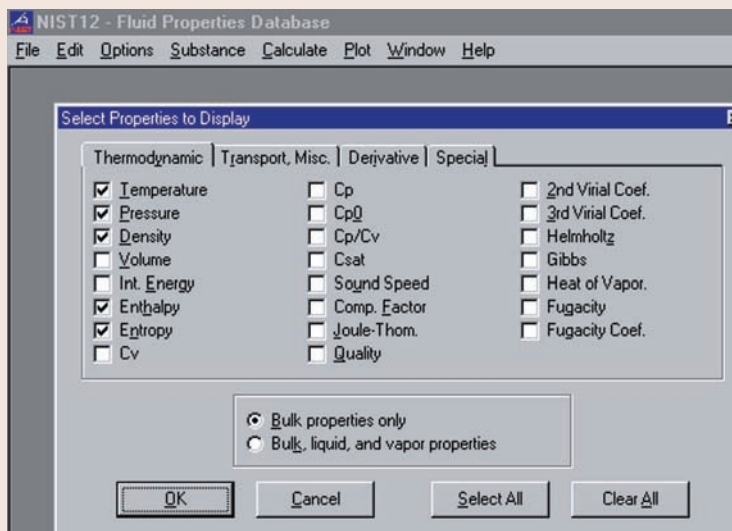 NIST12 - Fluid Properties Database
File Edit Options Substance Calculate Plot Window Help
Select Properties to Display
Thermodynamic Transport, Misc. Derivative Special
Temperature Cp 2nd Virial Coef.
Pressure Cp0 3rd Virial Coef.
Density Cp/Cv Helmholtz
Volume Csat Gibbs
Int. Energy Sound Speed Heat of Vapor.
Enthalpy Comp. Factor Fugacity
Entropy Joule-Thom. Fugacity Coef.
Cv Quality
Bulk properties only
Bulk, liquid, and vapor properties
OK Cancel Select All Clear All